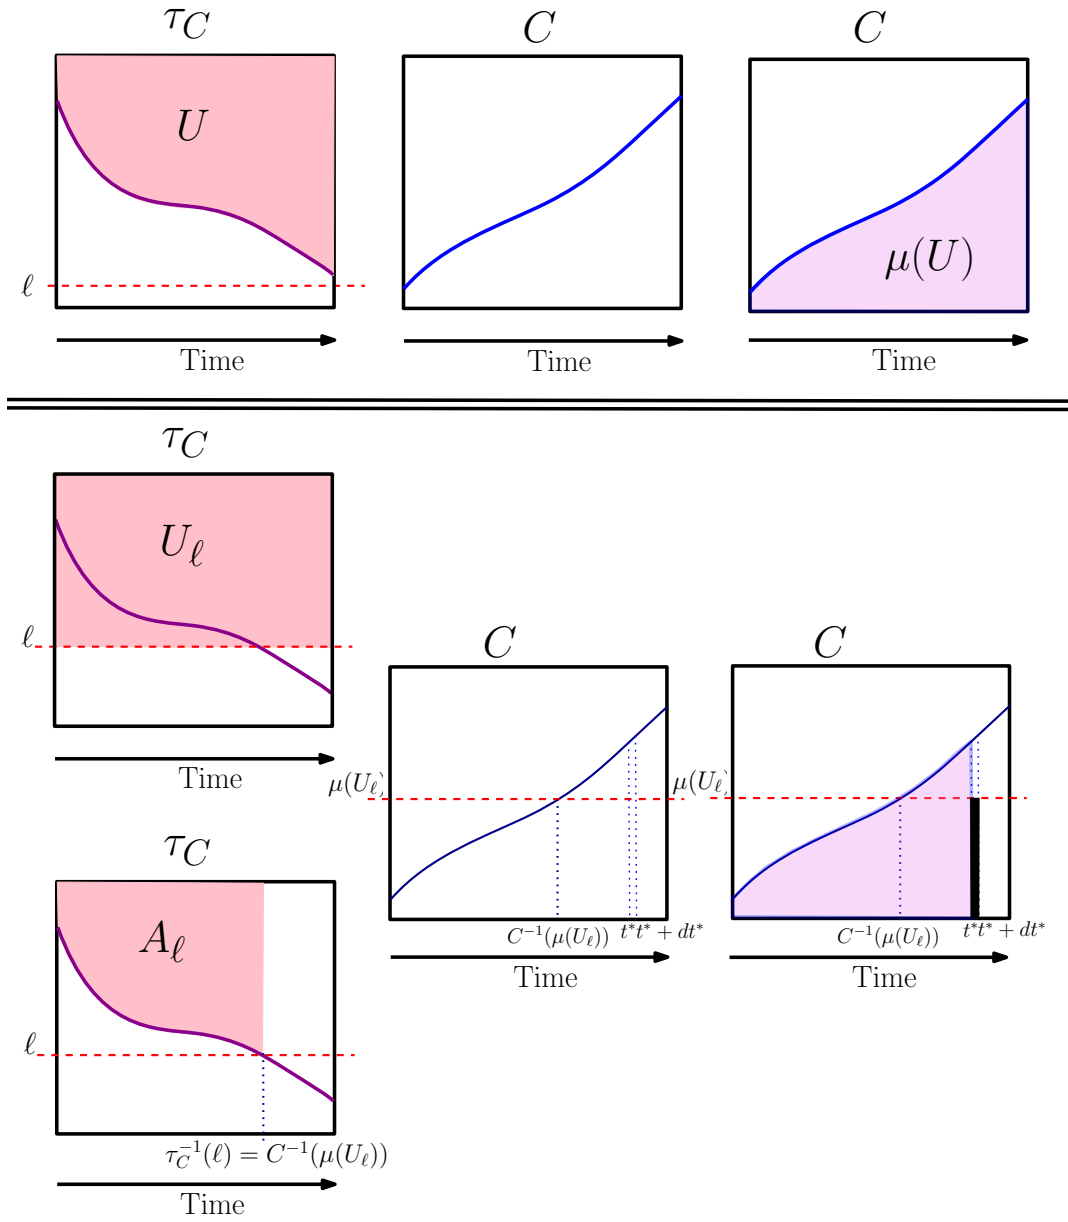 τ_C
C
C
U
μ(U)
ℓ
Time
Time
Time
τ_C
U_ℓ
ℓ
C
C
Time
μ(U_ℓ)
μ(U_ℓ)
τ_C
A_ℓ
C^{-1}(μ(U_ℓ))
t* t* + dt*
C^{-1}(μ(U_ℓ))
t* t* + dt*
Time
Time
ℓ
τ_C^{-1}(ℓ) = C^{-1}(μ(U_ℓ))
Time